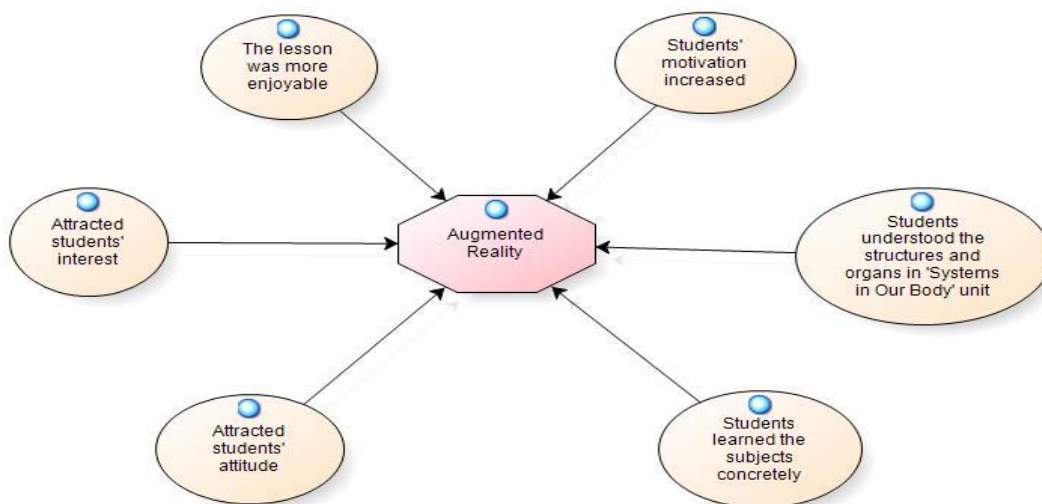 The lesson
was more
enjoyable
Students'
motivation
increased
Attracted
students'
interest
Augmented
Reality
Students
understood the
structures and
organs in 'Systems
in Our Body' unit
Attracted
students'
attitude
Students
learned the
subjects
concretely